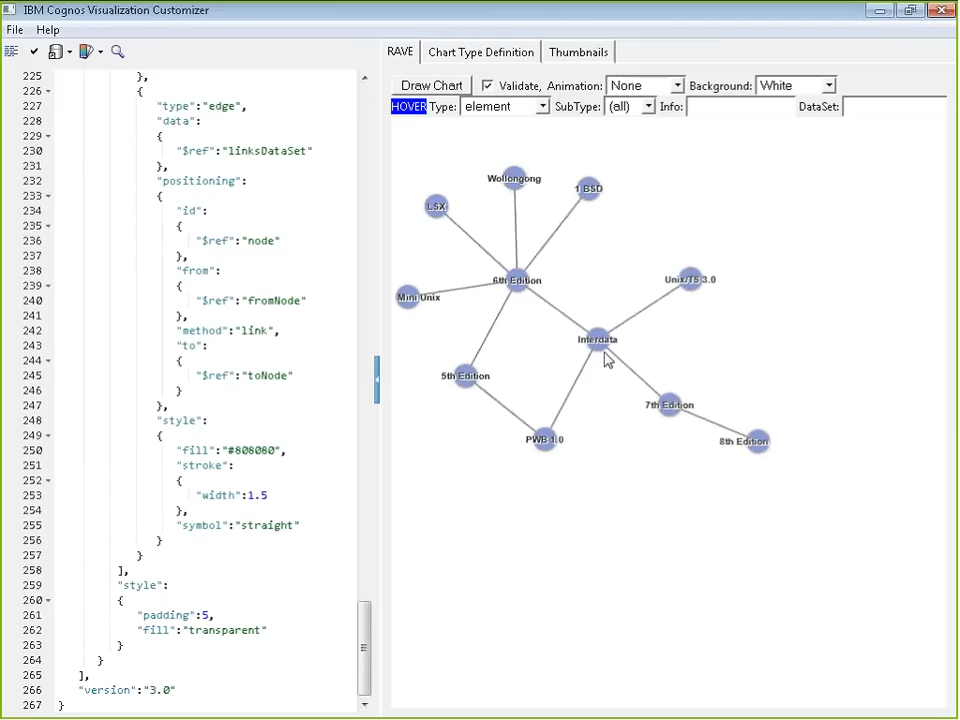 IBM Cognos Visualization Customizer
File Help
RAVE Chart Type Definition Thumbnails
Draw Chart Validate, Animation: None Background: White
HOVER Type: element SubType: (all) Info: DataSet:
225 },
226 {
227 "type":"edge",
228 "data":
229 {
230 "$ref":"linksDataSet"
231 },
232 "positioning":
233 {
234 "id":
235 {
236 "$ref":"node"
237 },
238 "from":
239 {
240 "$ref":"fromNode"
241 },
242 "method":"link",
243 "to":
244 {
245 "$ref":"toNode"
246 }
247 },
248 "style":
249 {
250 "fill":"#808080",
251 "stroke":
252 {
253 "width":1.5
254 },
255 "symbol":"straight"
256 }
257 }
258 ],
259 "style":
260 {
261 "padding":5,
262 "fill":"transparent"
263 }
264 }
265 ],
266 "version":"3.0"
267 }
Wollongong
1 BSD
LSX
6th Edition
Unix/TS 3.0
Mini Unix
Interdata
5th Edition
7th Edition
PWB 1.0
8th Edition